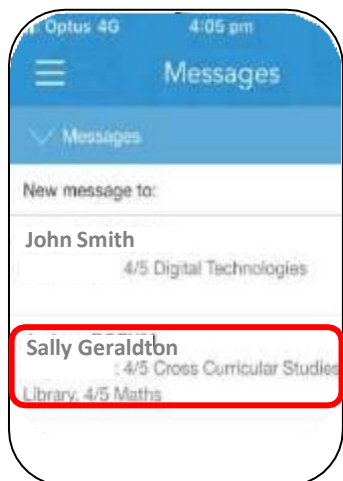 Optus 4G 4:05 pm
Messages
Messages
New message to:
John Smith
4/5 Digital Technologies
Sally Geraldton
: 4/5 Cross Curricular Studies
Library, 4/5 Maths